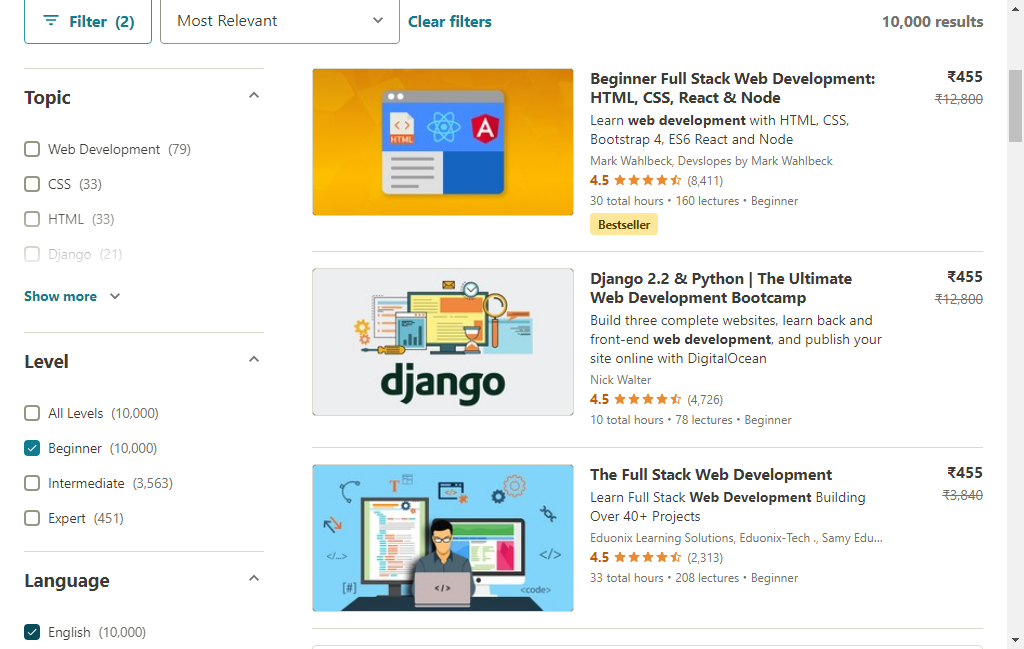 Filter (2)
Most Relevant
Clear filters
10,000 results
Topic
Web Development (79)
CSS (33)
HTML (33)
Django (21)
Show more
Level
All Levels (10,000)
Beginner (10,000)
Intermediate (3,563)
Expert (451)
Language
English (10,000)
HTML
A
Beginner Full Stack Web Development:
HTML, CSS, React & Node
₹455
₹12,800
Learn web development with HTML, CSS,
Bootstrap 4, ES6 React and Node
Mark Wahlbeck, Devslopes by Mark Wahlbeck
4.5 (8,411)
30 total hours • 160 lectures • Beginner
Bestseller
django
Django 2.2 & Python | The Ultimate
Web Development Bootcamp
₹455
₹12,800
Build three complete websites, learn back and
front-end web development, and publish your
site online with DigitalOcean
Nick Walter
4.5 (4,726)
10 total hours • 78 lectures • Beginner
T
</...>
[#]
</>
</>
<code>
The Full Stack Web Development
₹455
₹3,840
Learn Full Stack Web Development Building
Over 40+ Projects
Eduonix Learning Solutions, Eduonix-Tech ., Samy Edu...
4.5 (2,313)
33 total hours • 208 lectures • Beginner